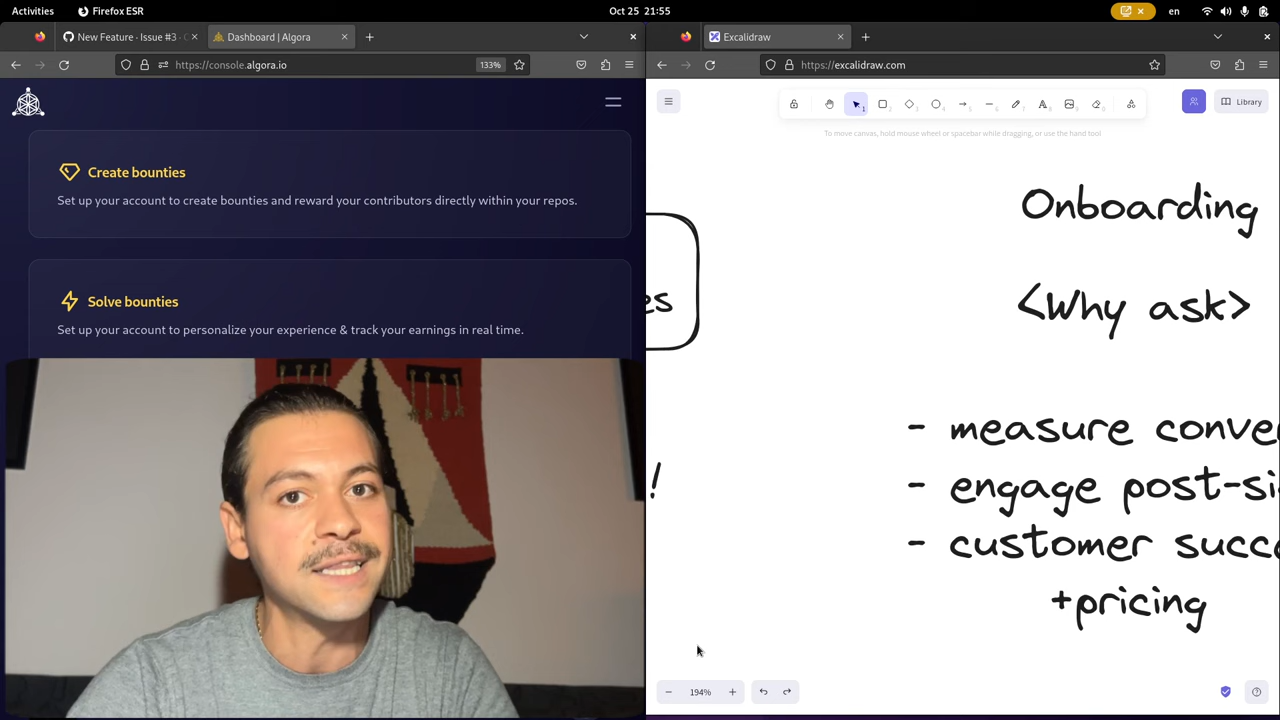 Activities Firefox ESR Oct 25 21:55 en
New Feature · Issue #3 · Dashboard | Algora
https://console.algora.io 133%
Create bounties
Set up your account to create bounties and reward your contributors directly within your repos.
Solve bounties
Set up your account to personalize your experience & track your earnings in real time.
Excalidraw
https://excalidraw.com
Library
To move canvas, hold mouse wheel or spacebar while dragging, or use the hand tool
Onboarding
es
<Why ask>
- measure conve
!
- engage post-si
- customer succ
+pricing
194%